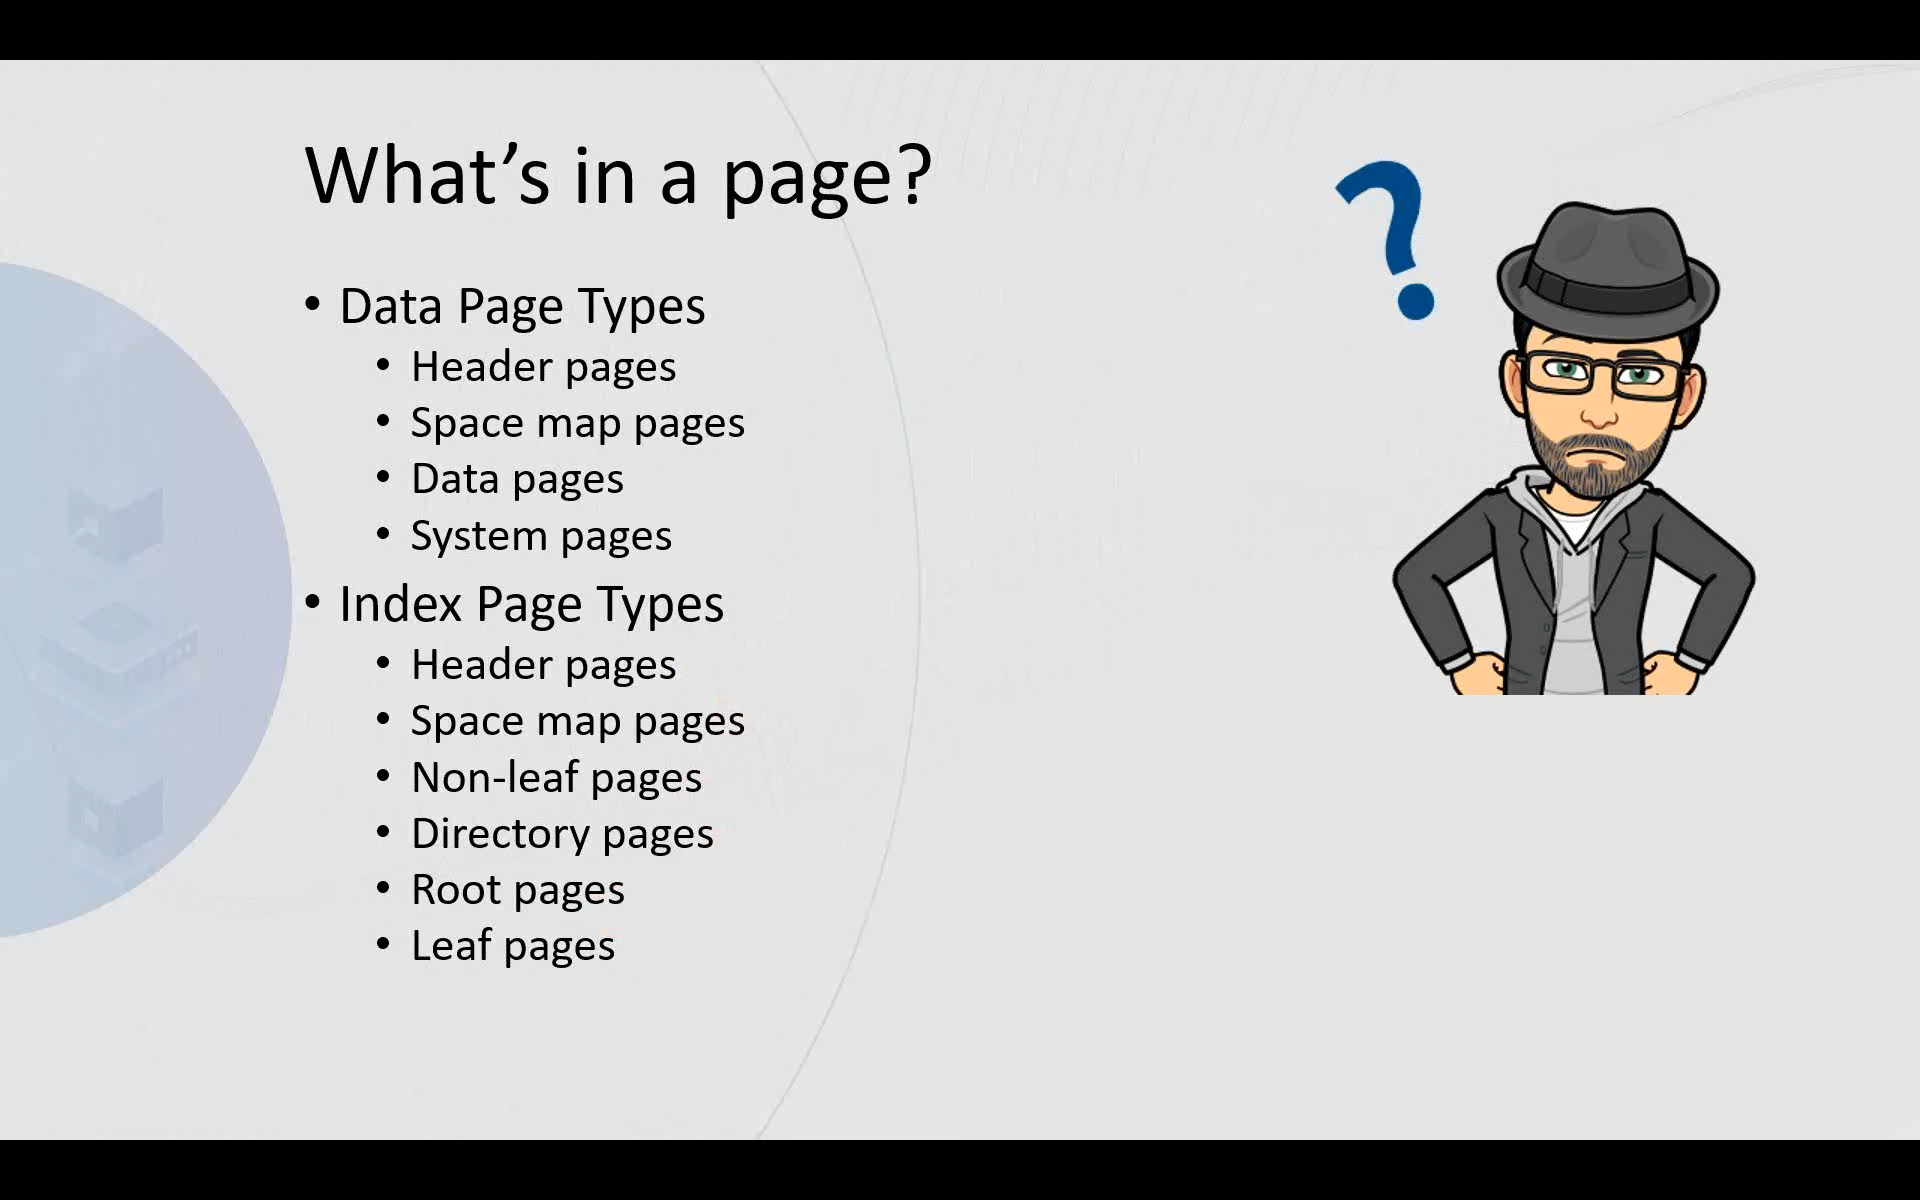 What’s in a page?
• Data Page Types
• Header pages
• Space map pages
• Data pages
• System pages
• Index Page Types
• Header pages
• Space map pages
• Non-leaf pages
• Directory pages
• Root pages
• Leaf pages
?